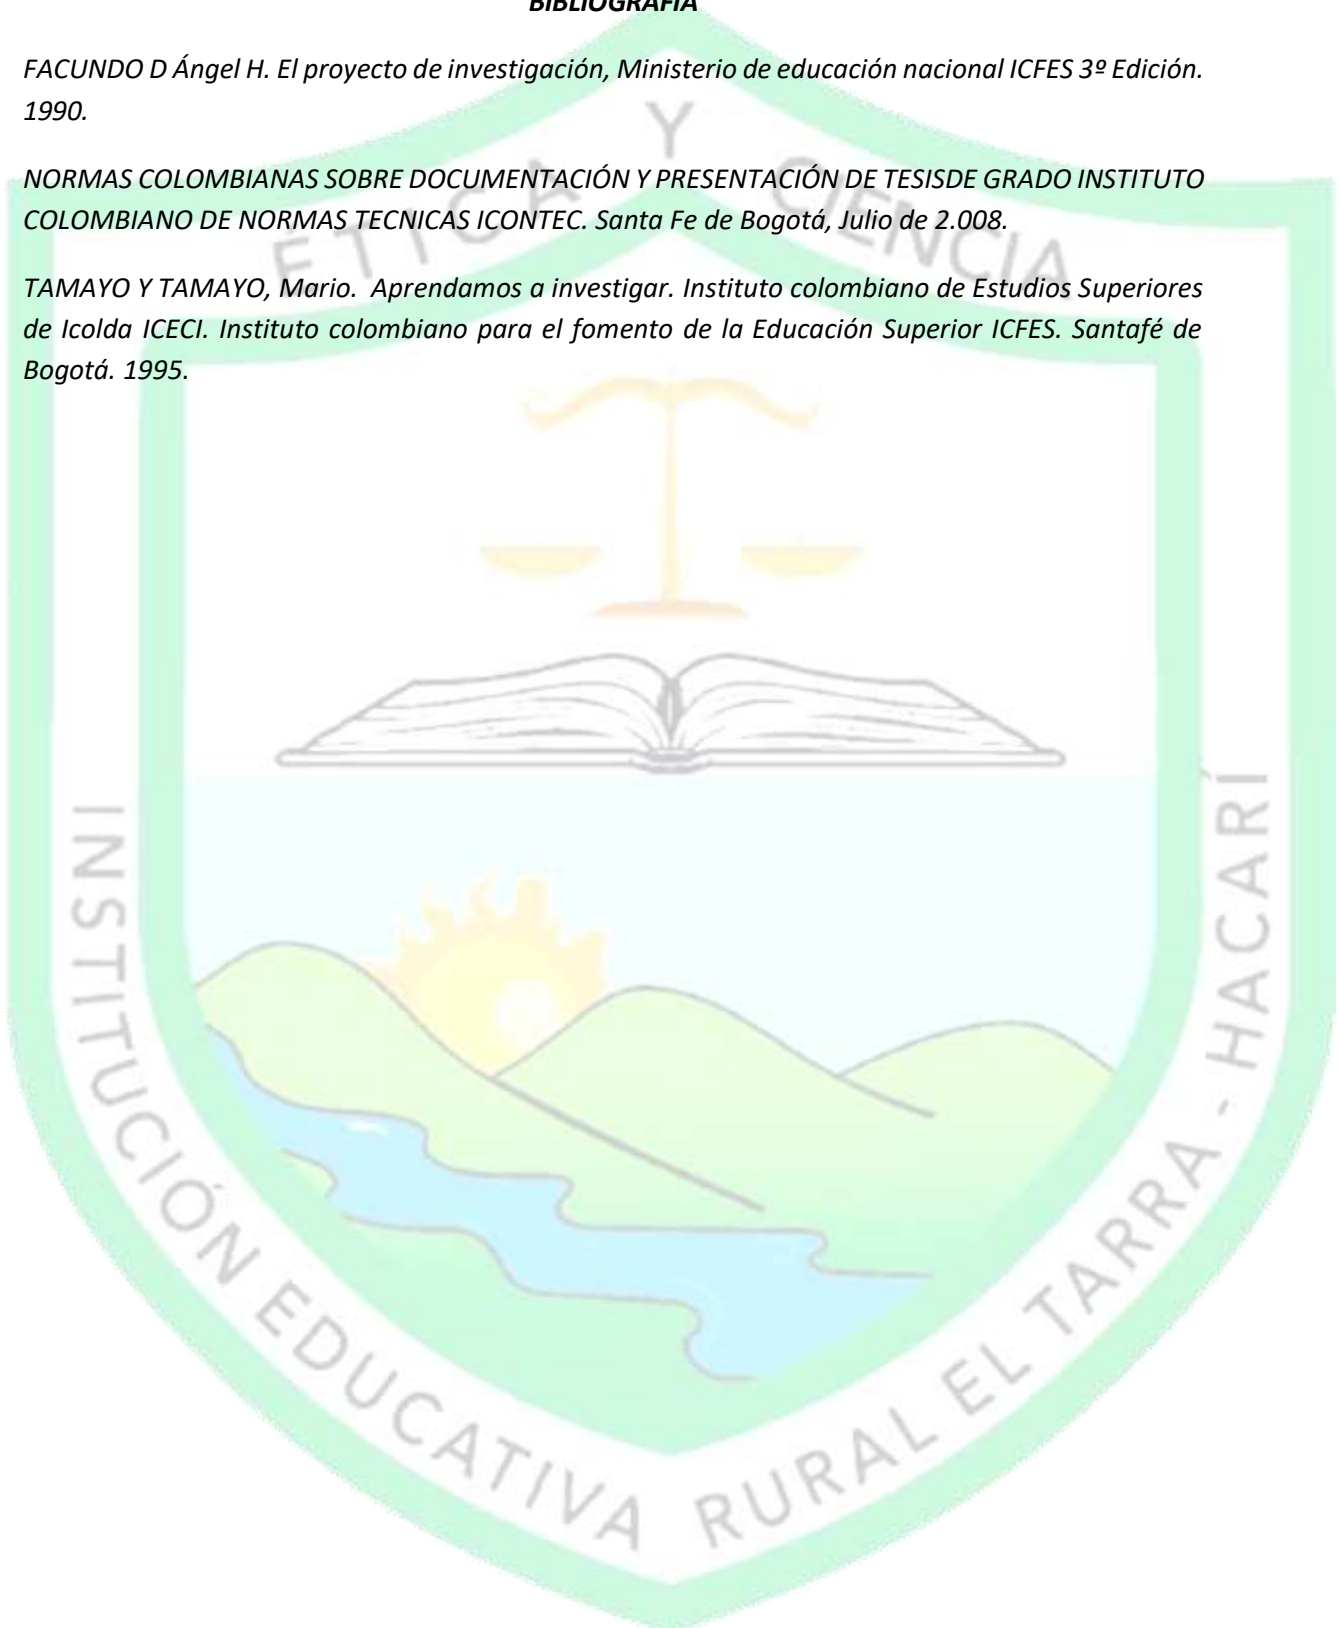 BIBLIOGRAFÍA
FACUNDO D Ángel H. El proyecto de investigación, Ministerio de educación nacional ICFES 3º Edición.
1990.
NORMAS COLOMBIANAS SOBRE DOCUMENTACIÓN Y PRESENTACIÓN DE TESISDE GRADO INSTITUTO
COLOMBIANO DE NORMAS TECNICAS ICONTEC. Santa Fe de Bogotá, Julio de 2.008.
TAMAYO Y TAMAYO, Mario. Aprendamos a investigar. Instituto colombiano de Estudios Superiores
de Icolda ICECI. Instituto colombiano para el fomento de la Educación Superior ICFES. Santafé de
Bogotá. 1995.
ETICA Y CIENCIA
INSTITUCIÓN EDUCATIVA RURAL EL TARRA - HACARÍ